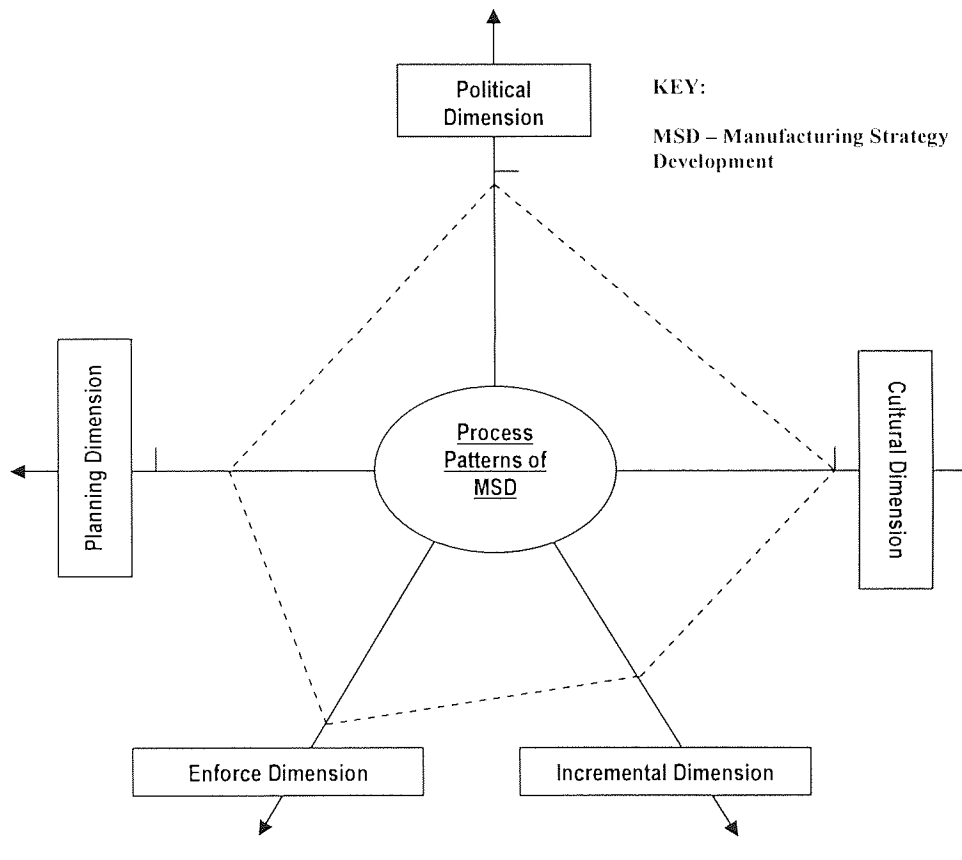 Political
Dimension
KEY:
MSD – Manufacturing Strategy
Development
Planning Dimension
Process
Patterns of
MSD
Cultural Dimension
Enforce Dimension
Incremental Dimension